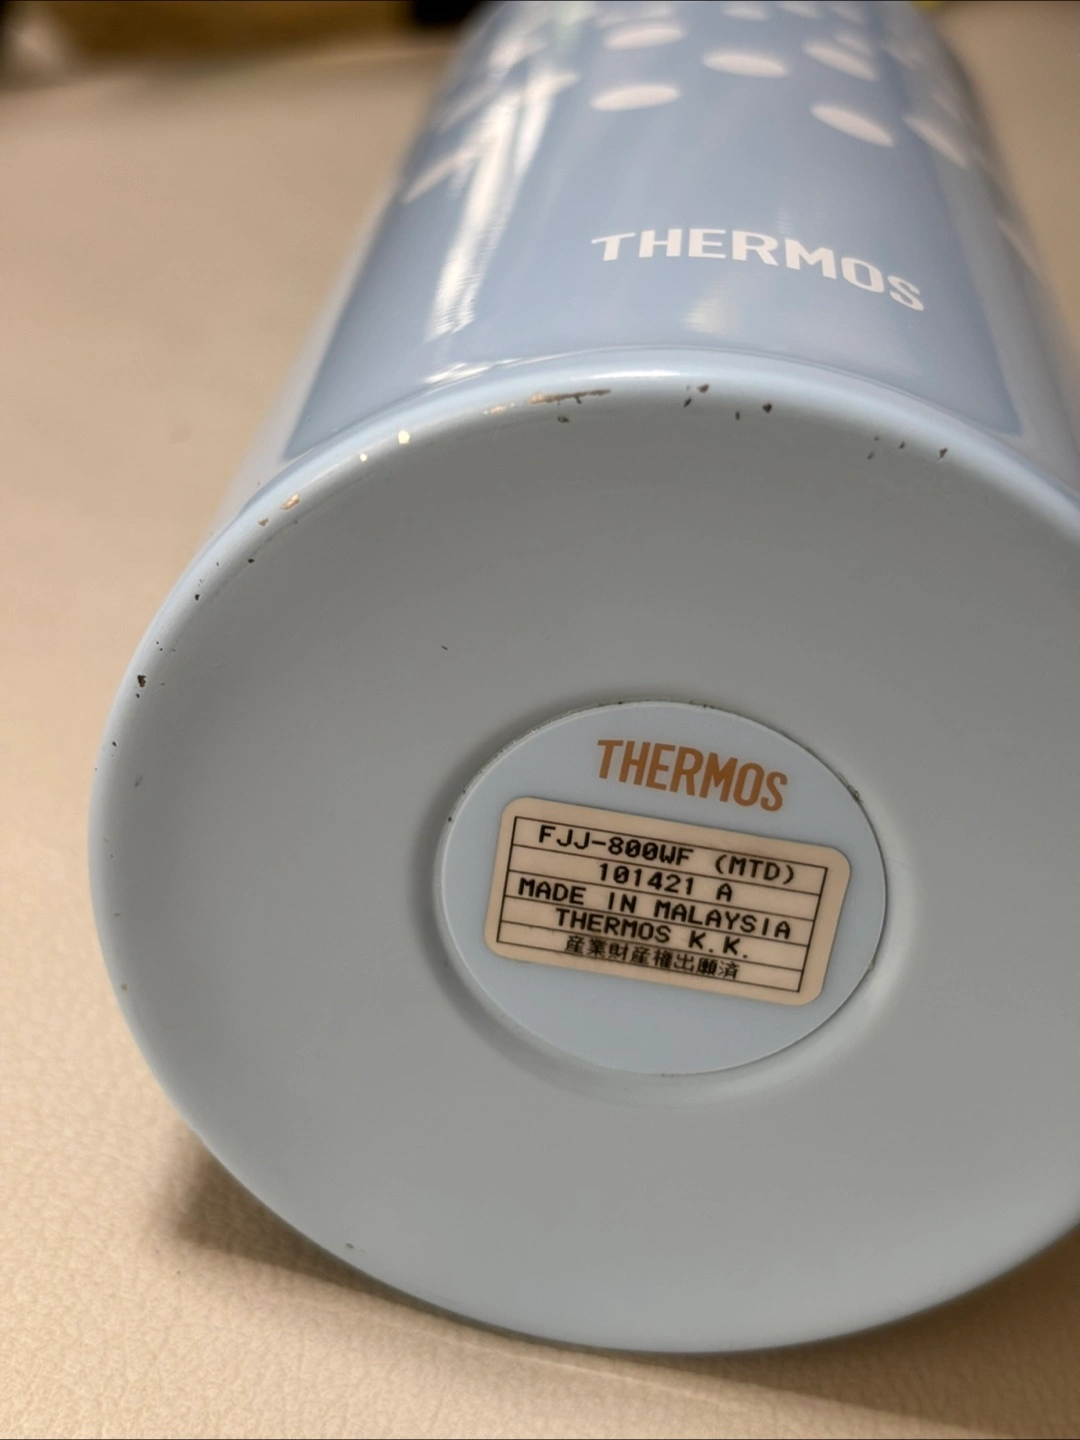 THERMOS
THERMOS
FJJ-800WF (MTD)
101421 A
MADE IN MALAYSIA
THERMOS K.K.
産業財産権出願済